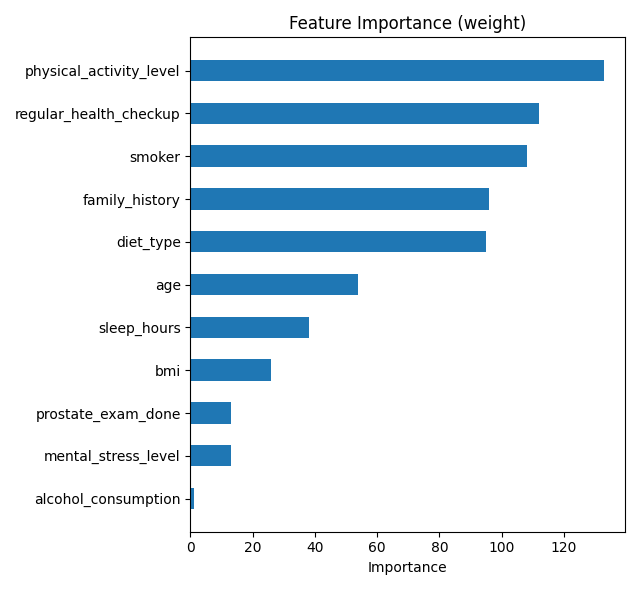 Feature Importance (weight)
physical_activity_level
regular_health_checkup
smoker
family_history
diet_type
age
sleep_hours
bmi
prostate_exam_done
mental_stress_level
alcohol_consumption
0 20 40 60 80 100 120
Importance